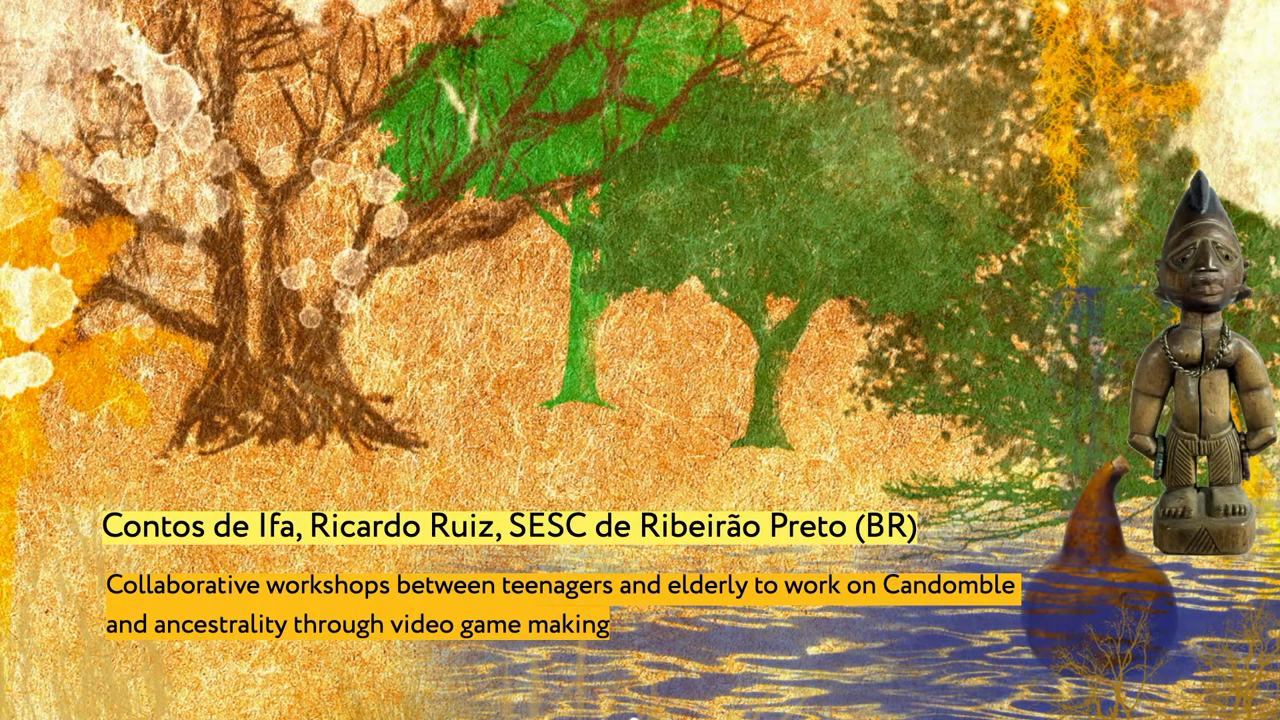 Contos de Ifa, Ricardo Ruiz, SESC de Ribeirão Preto (BR)
Collaborative workshops between teenagers and elderly to work on Candomble
and ancestrality through video game making